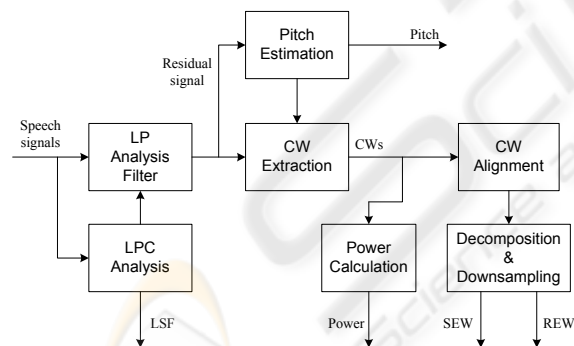 Pitch
Estimation
Pitch
Residual
signal
Speech
signals
LP
Analysis
Filter
CW
Extraction
CWs
CW
Alignment
LPC
Analysis
Power
Calculation
Decomposition
&
Downsampling
LSF
Power
SEW
REW